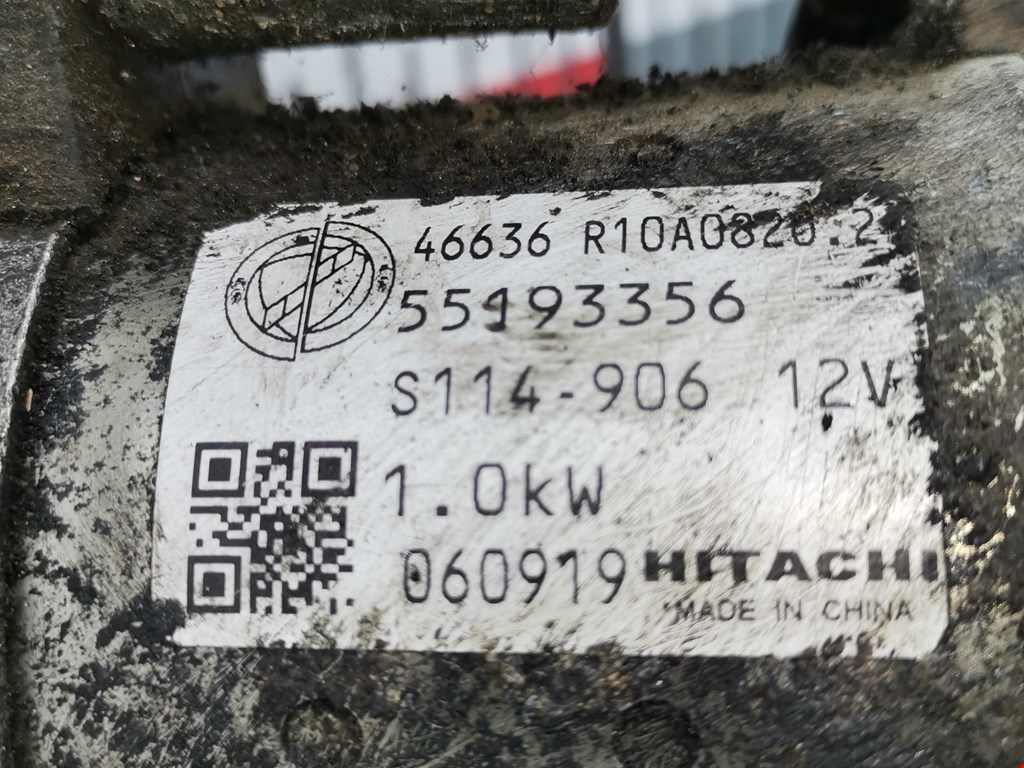 46636 R10A0820.2
55193356
S114-906 12V
1.0kW
060919 HITACHI
MADE IN CHINA